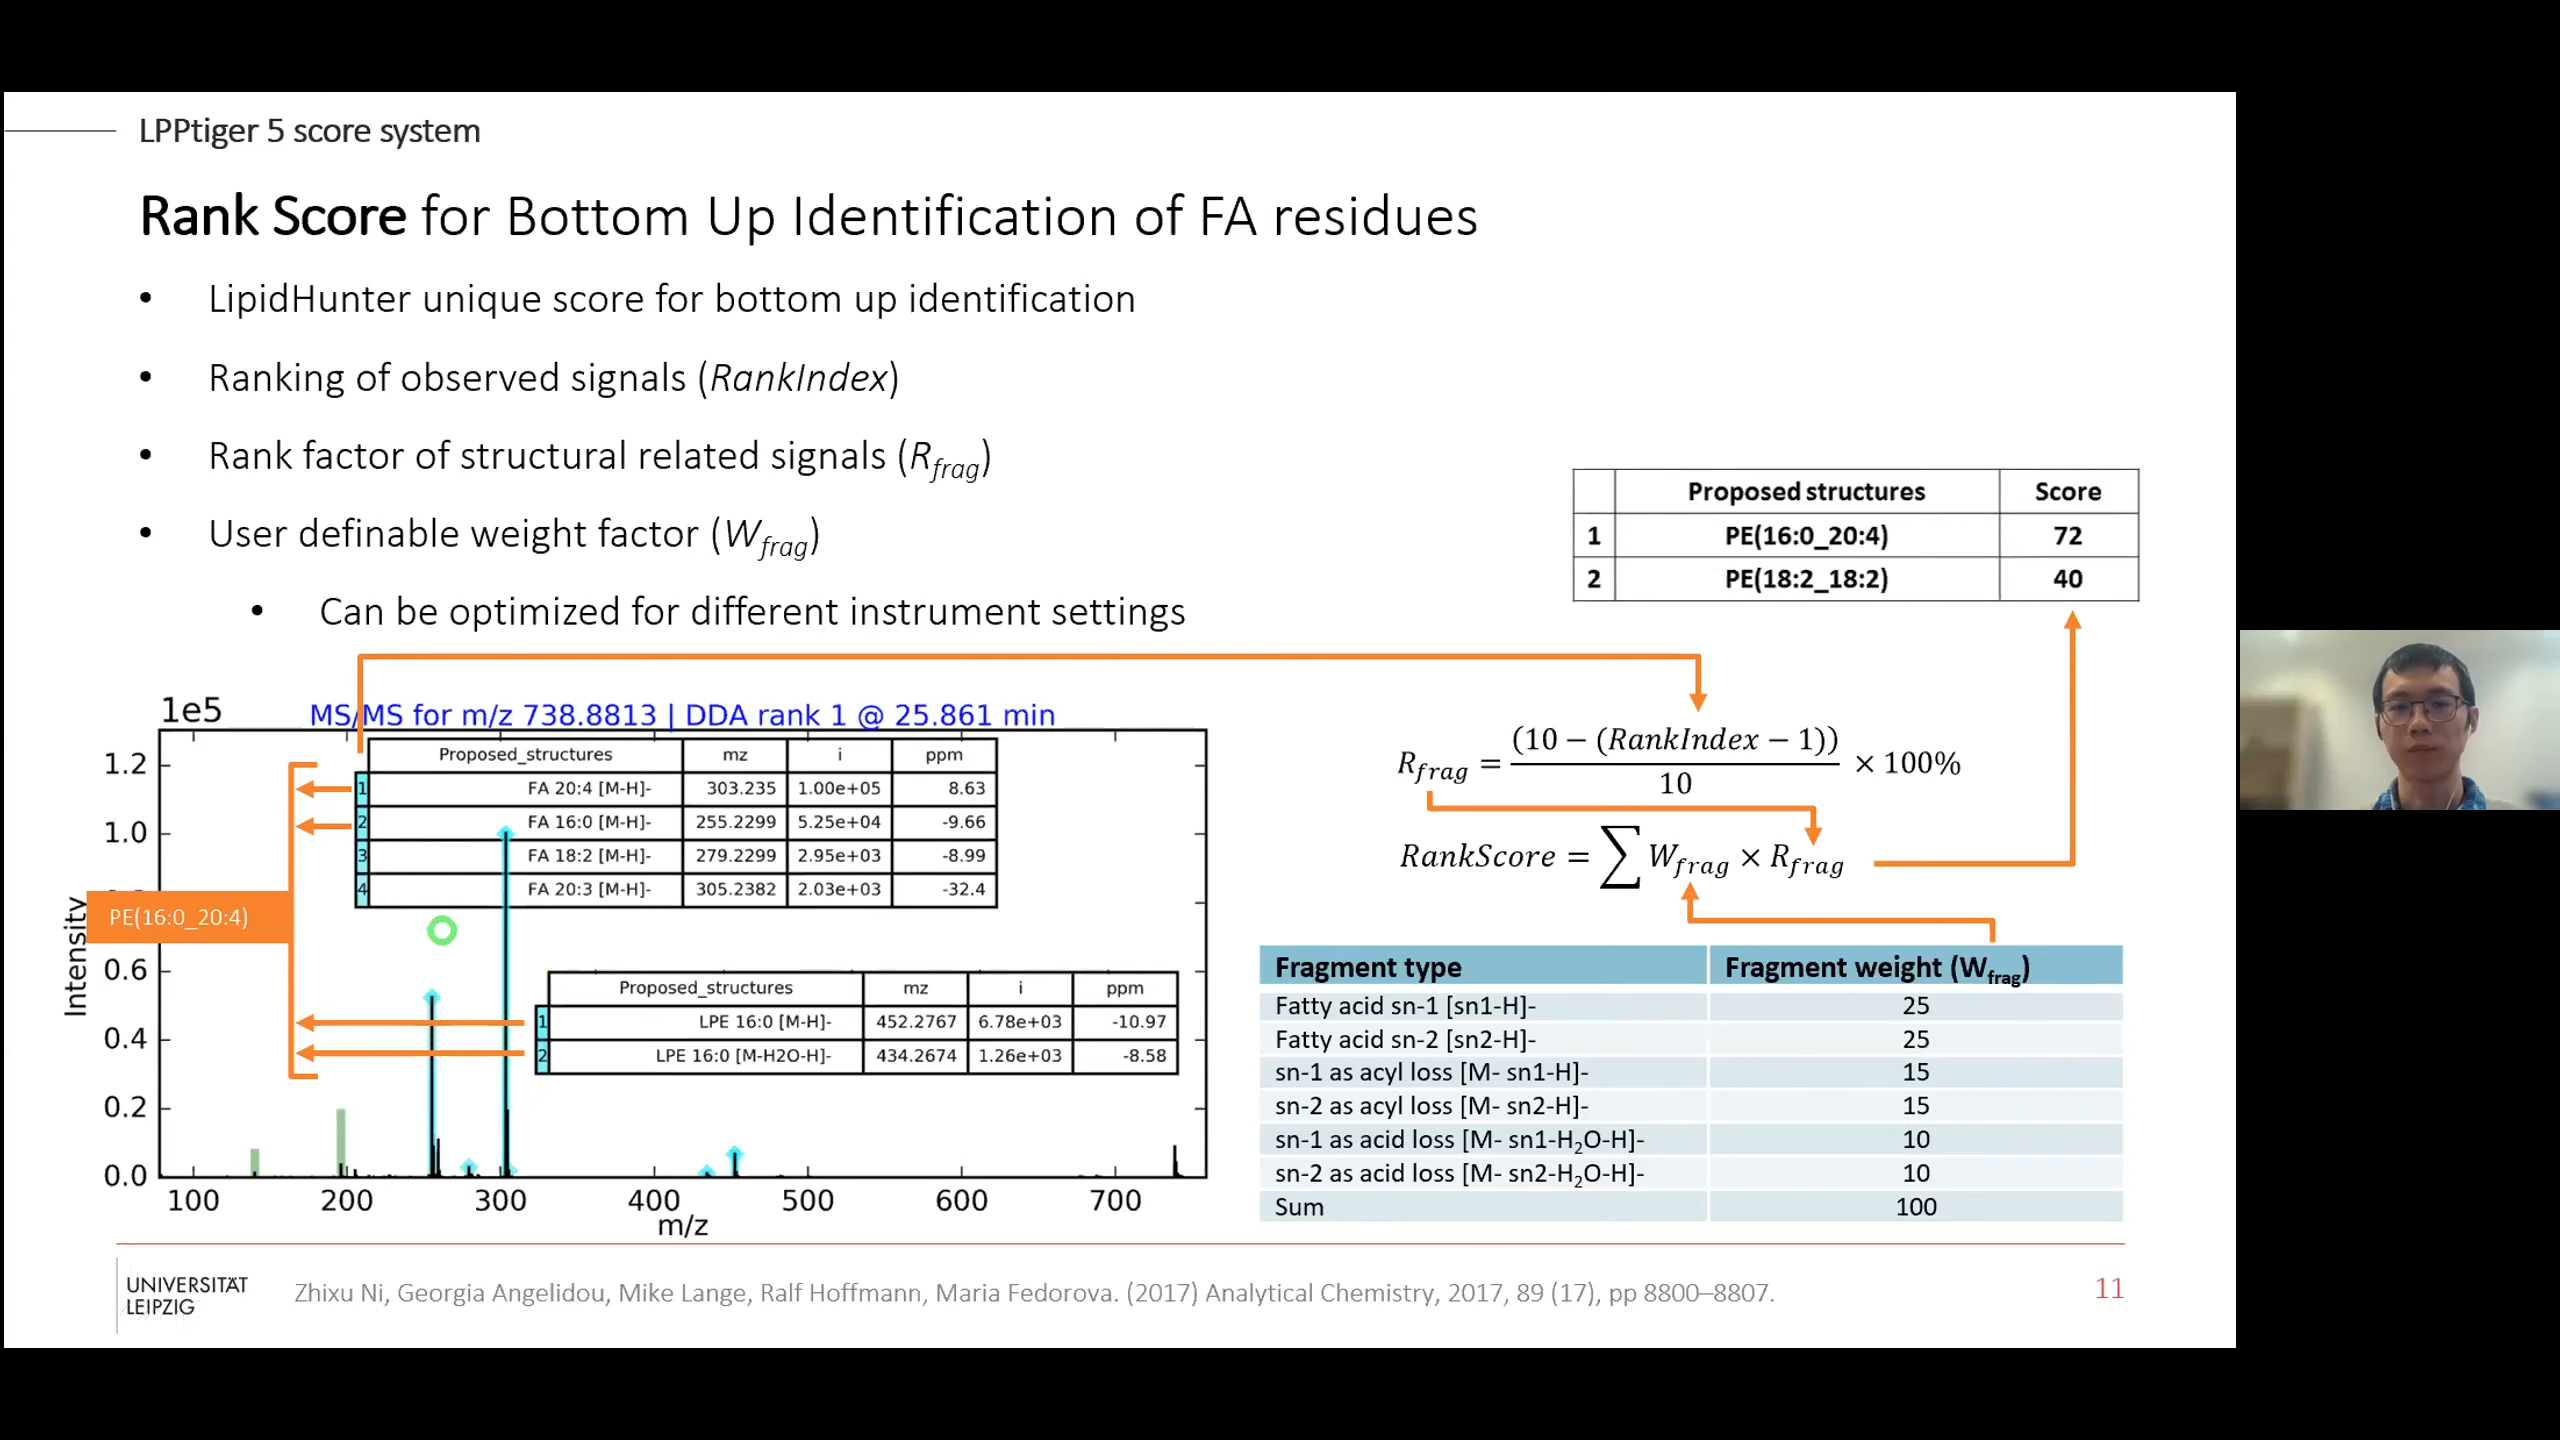 LPPtiger 5 score system
Rank Score for Bottom Up Identification of FA residues
• LipidHunter unique score for bottom up identification
• Ranking of observed signals (RankIndex)
• Rank factor of structural related signals (Rfrag)
• User definable weight factor (Wfrag)
• Can be optimized for different instrument settings
Proposed structures Score
1 PE(16:0_20:4) 72
2 PE(18:2_18:2) 40
1e5
MS/MS for m/z 738.8813 | DDA rank 1 @ 25.861 min
Proposed_structures mz i ppm
1 FA 20:4 [M-H]- 303.235 1.00e+05 8.63
2 FA 16:0 [M-H]- 255.2299 5.25e+04 -9.66
3 FA 18:2 [M-H]- 279.2299 2.95e+03 -8.99
4 FA 20:3 [M-H]- 305.2382 2.03e+03 -32.4
PE(16:0_20:4)
Proposed_structures mz i ppm
1 LPE 16:0 [M-H]- 452.2767 6.78e+03 -10.97
2 LPE 16:0 [M-H2O-H]- 434.2674 1.26e+03 -8.58
Intensity
1.2
1.0
0.6
0.4
0.2
0.0
100 200 300 400 500 600 700
m/z
Rfrag = (10 − (RankIndex − 1)) / 10 × 100%
RankScore = ∑ Wfrag × Rfrag
Fragment type Fragment weight (Wfrag)
Fatty acid sn-1 [sn1-H]- 25
Fatty acid sn-2 [sn2-H]- 25
sn-1 as acyl loss [M- sn1-H]- 15
sn-2 as acyl loss [M- sn2-H]- 15
sn-1 as acid loss [M- sn1-H₂O-H]- 10
sn-2 as acid loss [M- sn2-H₂O-H]- 10
Sum 100
UNIVERSITÄT
LEIPZIG
Zhixu Ni, Georgia Angelidou, Mike Lange, Ralf Hoffmann, Maria Fedorova. (2017) Analytical Chemistry, 2017, 89 (17), pp 8800–8807.
11